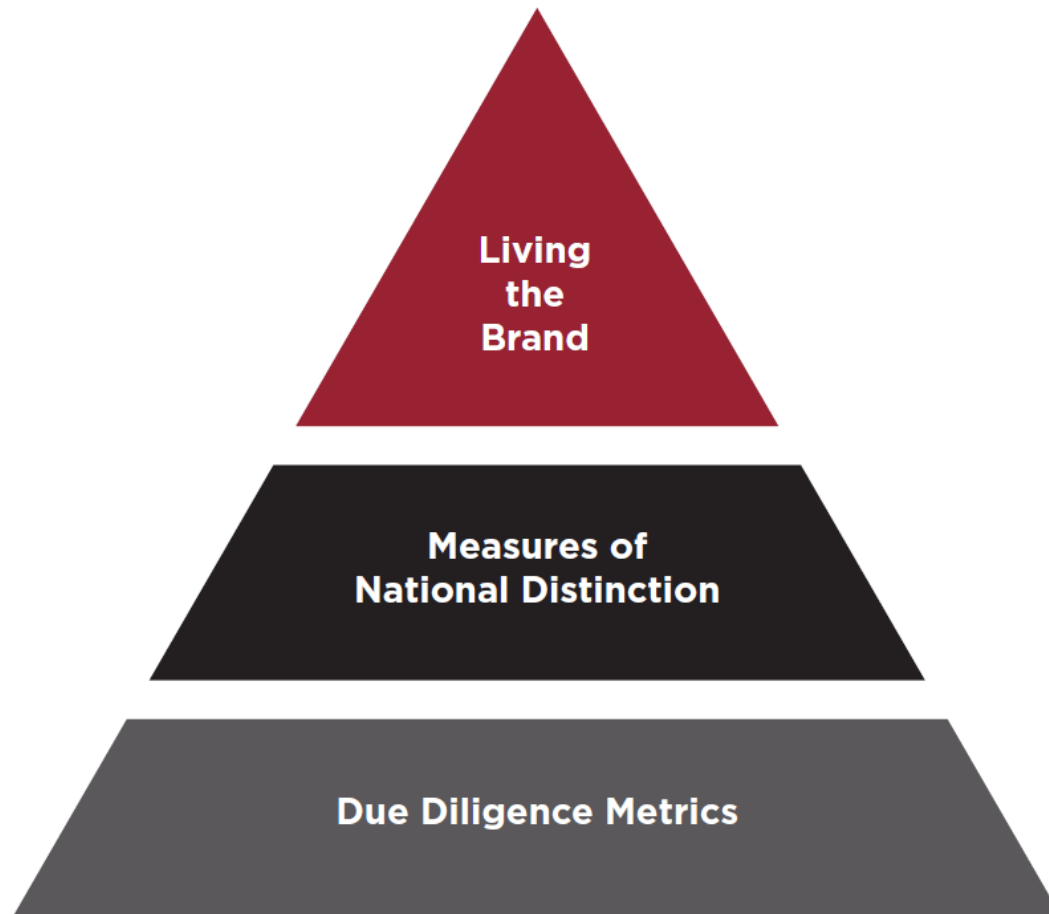 Living
the
Brand
Measures of
National Distinction
Due Diligence Metrics